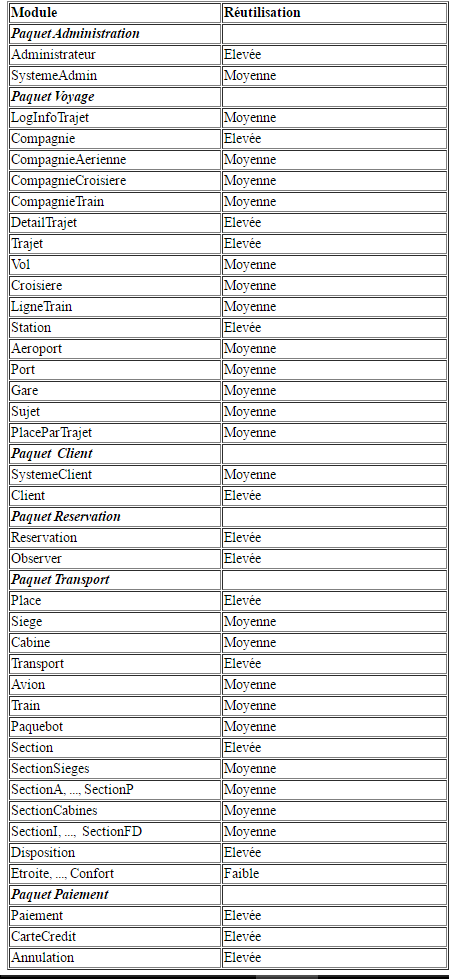 Module Réutilisation
Paquet Administration
Administrateur Elevée
SystemeAdmin Moyenne
Paquet Voyage
LogInfoTrajet Moyenne
Compagnie Elevée
CompagnieAerienne Moyenne
CompagnieCroisiere Moyenne
CompagnieTrain Moyenne
DetailTrajet Elevée
Trajet Elevée
Vol Moyenne
Croisiere Moyenne
LigneTrain Moyenne
Station Elevée
Aeroport Moyenne
Port Moyenne
Gare Moyenne
Sujet Moyenne
PlaceParTrajet Moyenne
Paquet Client
SystemeClient Moyenne
Client Elevée
Paquet Reservation
Reservation Elevée
Observer Elevée
Paquet Transport
Place Elevée
Siege Moyenne
Cabine Moyenne
Transport Elevée
Avion Moyenne
Train Moyenne
Paquebot Moyenne
Section Elevée
SectionSieges Moyenne
SectionA, ..., SectionP Moyenne
SectionCabines Moyenne
SectionI, ..., SectionFD Moyenne
Disposition Elevée
Etroite, ..., Confort Faible
Paquet Paiement
Paiement Elevée
CarteCredit Elevée
Annulation Elevée